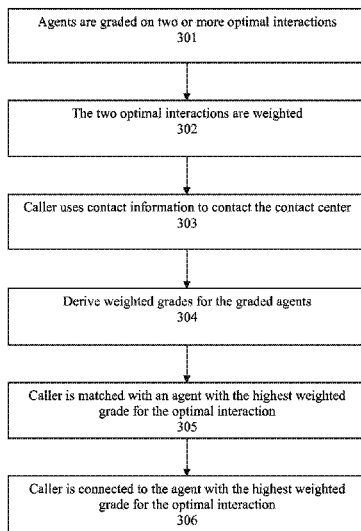 Agents are graded on two or more optimal interactions
301
The two optimal interactions are weighted
302
Caller uses contact information to contact the contact center
303
Derive weighted grades for the graded agents
304
Caller is matched with an agent with the highest weighted
grade for the optimal interaction
305
Caller is connected to the agent with the highest weighted
grade for the optimal interaction
306